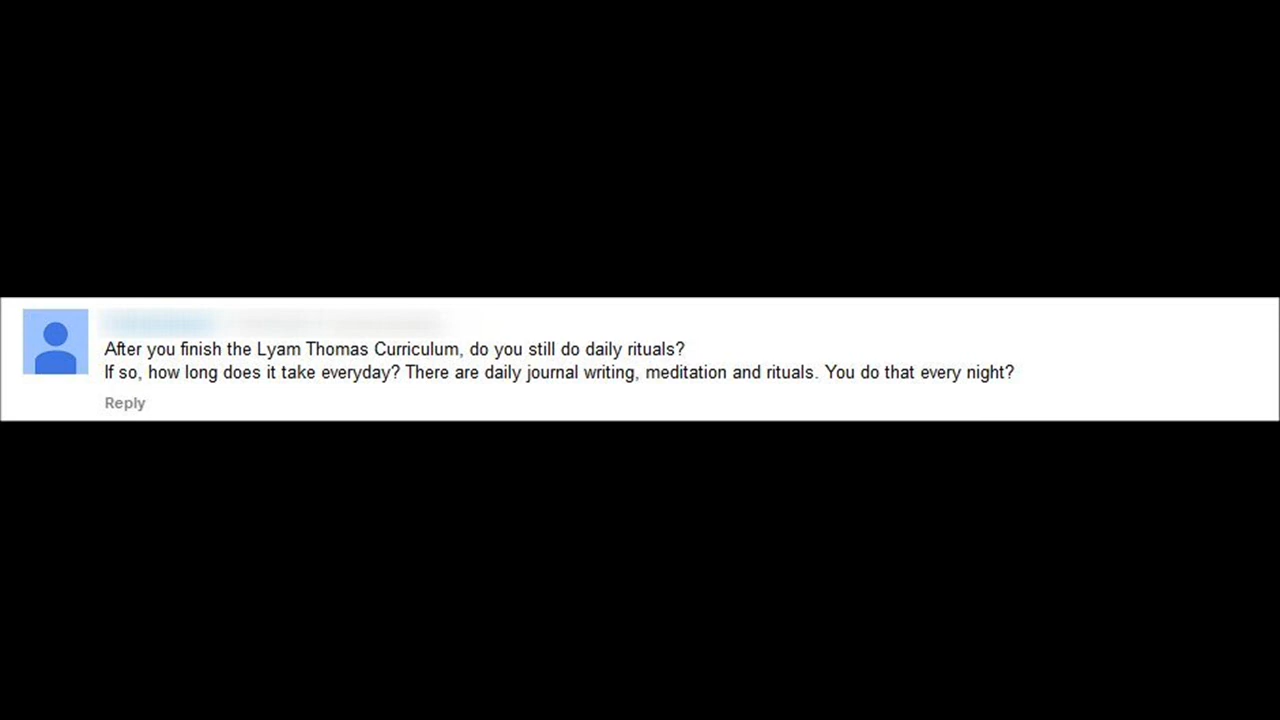 After you finish the Lyam Thomas Curriculum, do you still do daily rituals?
If so, how long does it take everyday? There are daily journal writing, meditation and rituals. You do that every night?
Reply